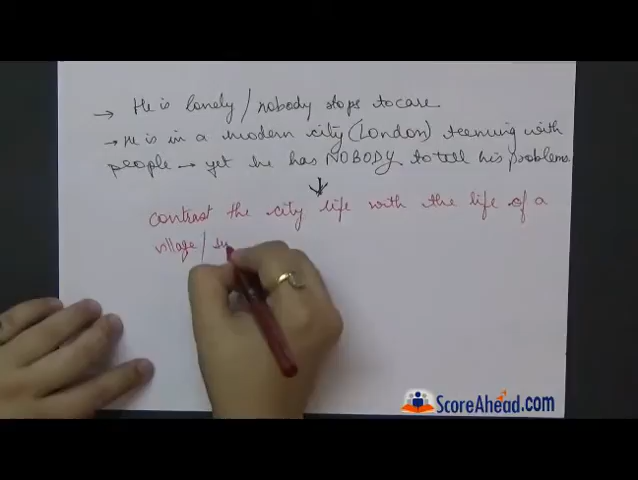 → He is lonely/nobody stops to care
→ He is in a modern city (London) teeming with
people → yet he has NOBODY to tell his problems.
contrast the city life with the life of a
village/su
ScoreAhead.com